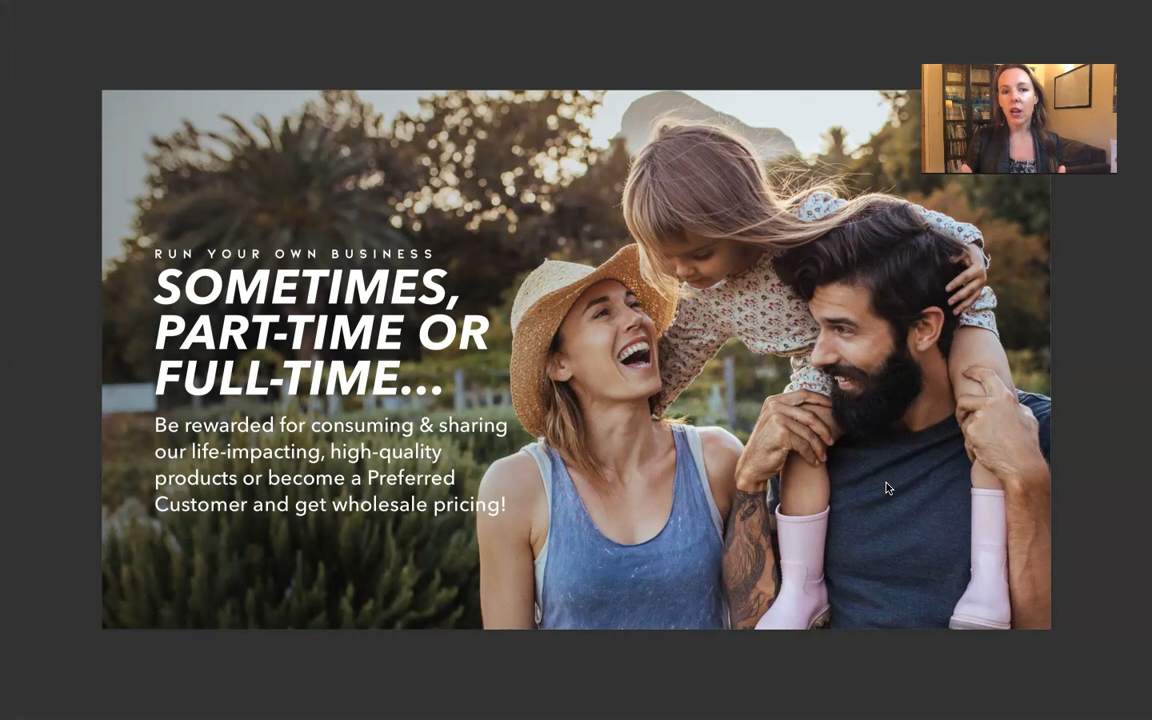 RUN YOUR OWN BUSINESS
SOMETIMES,
PART-TIME OR
FULL-TIME...
Be rewarded for consuming & sharing
our life-impacting, high-quality
products or become a Preferred
Customer and get wholesale pricing!